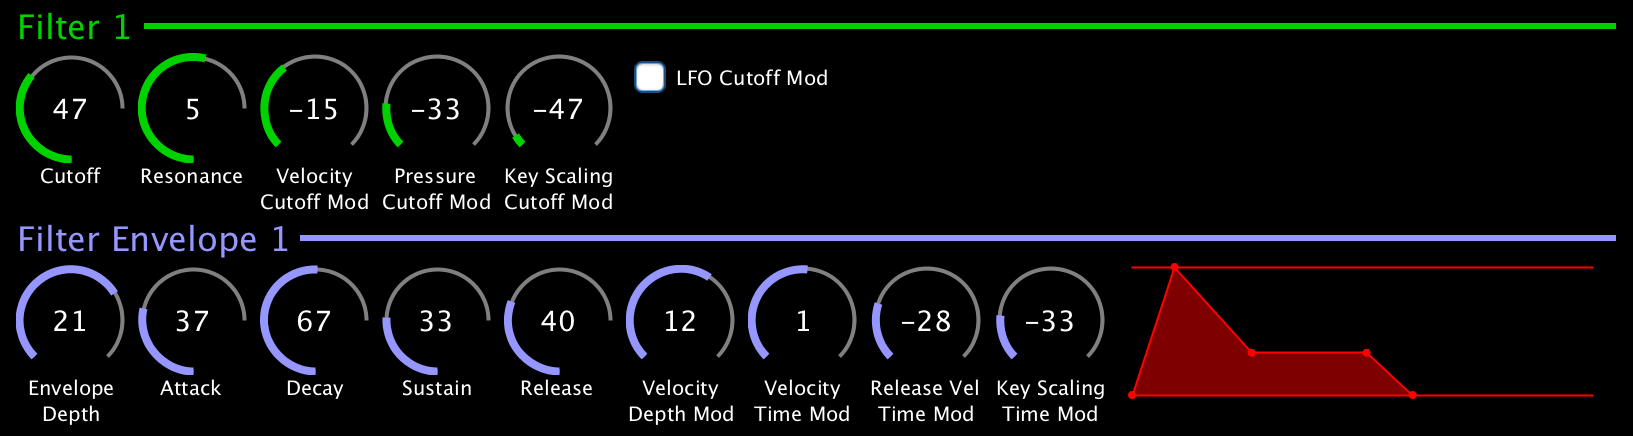 Filter 1
47 5 -15 -33 -47
LFO Cutoff Mod
Cutoff Resonance Velocity Pressure Key Scaling
Cutoff Mod Cutoff Mod Cutoff Mod
Filter Envelope 1
21 37 67 33 40 12 1 -28 -33
Envelope Attack Decay Sustain Release Velocity Velocity Release Vel Key Scaling
Depth Depth Mod Time Mod Time Mod Time Mod